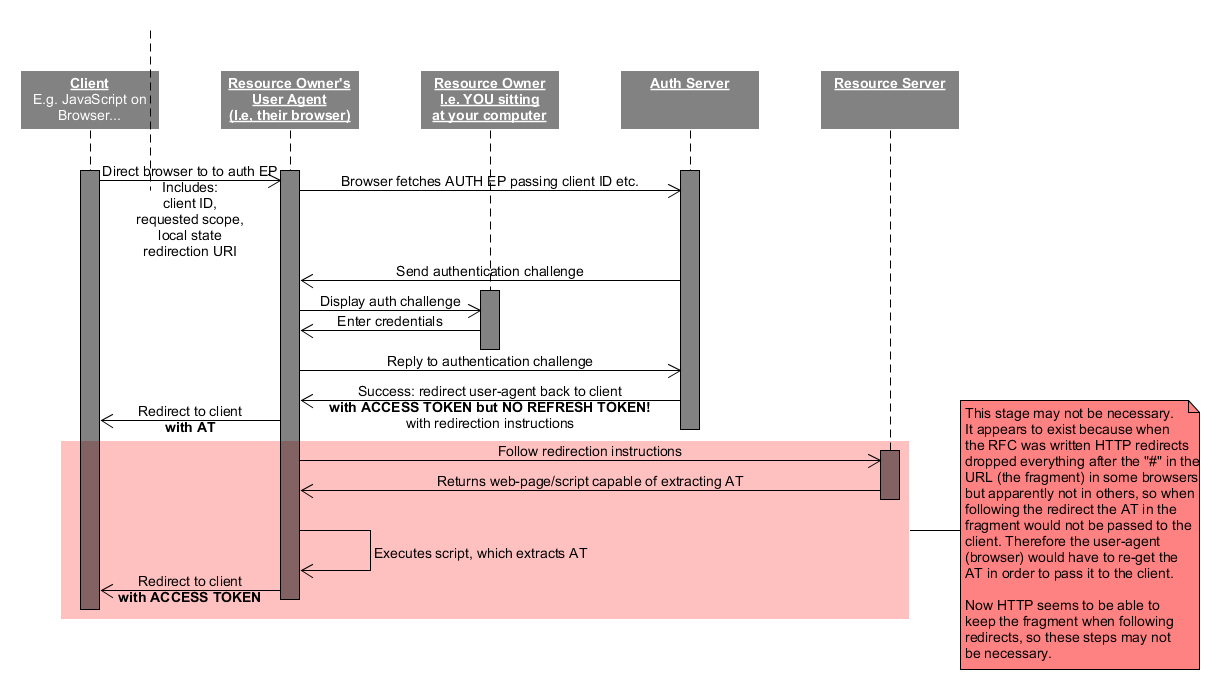 Client
E.g. JavaScript on
Browser...
Resource Owner's
User Agent
(I.e. their browser)
Resource Owner
I.e. YOU sitting
at your computer
Auth Server
Resource Server
Direct browser to to auth EP
Includes:
client ID,
requested scope,
local state
redirection URI
Browser fetches AUTH EP passing client ID etc.
Send authentication challenge
Display auth challenge
Enter credentials
Reply to authentication challenge
Success: redirect user-agent back to client
with ACCESS TOKEN but NO REFRESH TOKEN!
with redirection instructions
Redirect to client
with AT
Follow redirection instructions
Returns web-page/script capable of extracting AT
Executes script, which extracts AT
Redirect to client
with ACCESS TOKEN
This stage may not be necessary.
It appears to exist because when
the RFC was written HTTP redirects
dropped everything after the "#" in the
URL (the fragment) in some browsers
but apparently not in others, so when
following the redirect the AT in the
fragment would not be passed to the
client. Therefore the user-agent
(browser) would have to re-get the
AT in order to pass it to the client.
Now HTTP seems to be able to
keep the fragment when following
redirects, so these steps may not
be necessary.